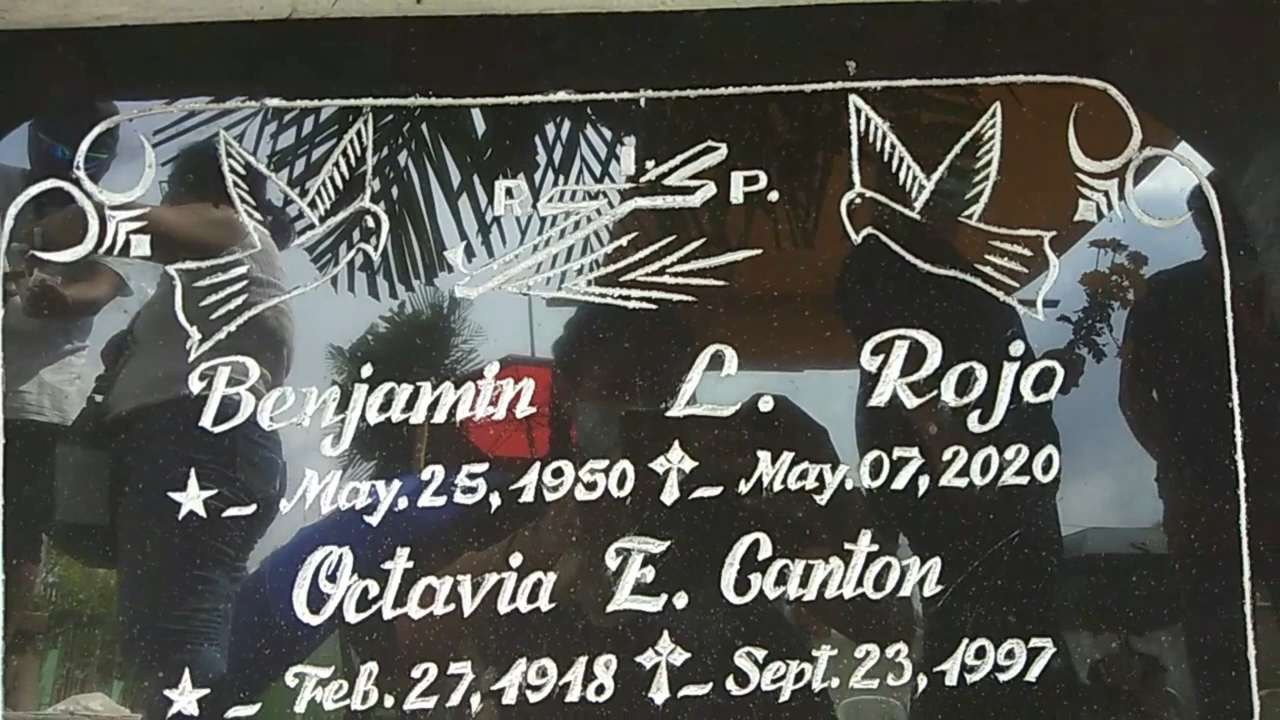 R. I. P.
Benjamin L. Rojo
★ - May. 25, 1950 ✝ - May. 07, 2020
Octavia E. Canton
★ - Feb. 27, 1918 ✝ - Sept. 23, 1997